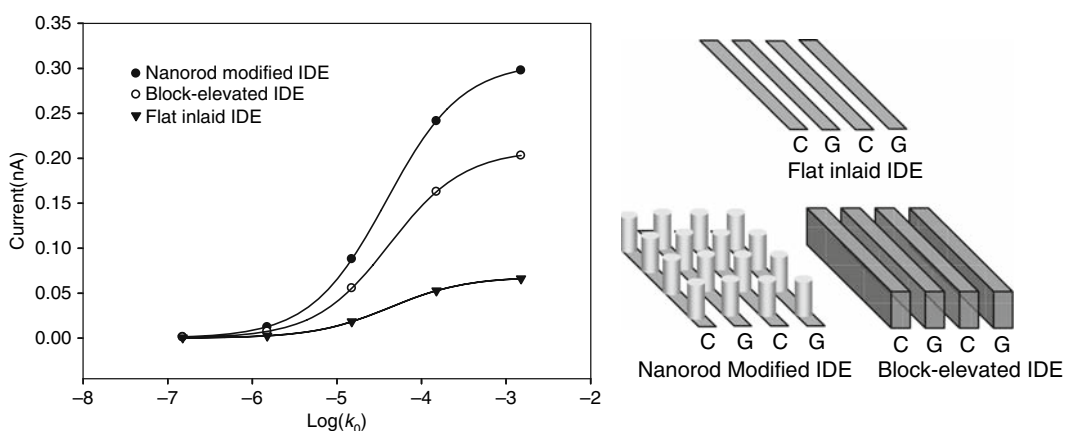 0.35
0.30
0.25
0.20
0.15
0.10
0.05
0.00
Current(nA)
Nanorod modified IDE
Block-elevated IDE
Flat inlaid IDE
–8
–7
–6
–5
–4
–3
–2
Log(k0)
C G C G
Flat inlaid IDE
C G C G
Nanorod Modified IDE
C G C G
Block-elevated IDE